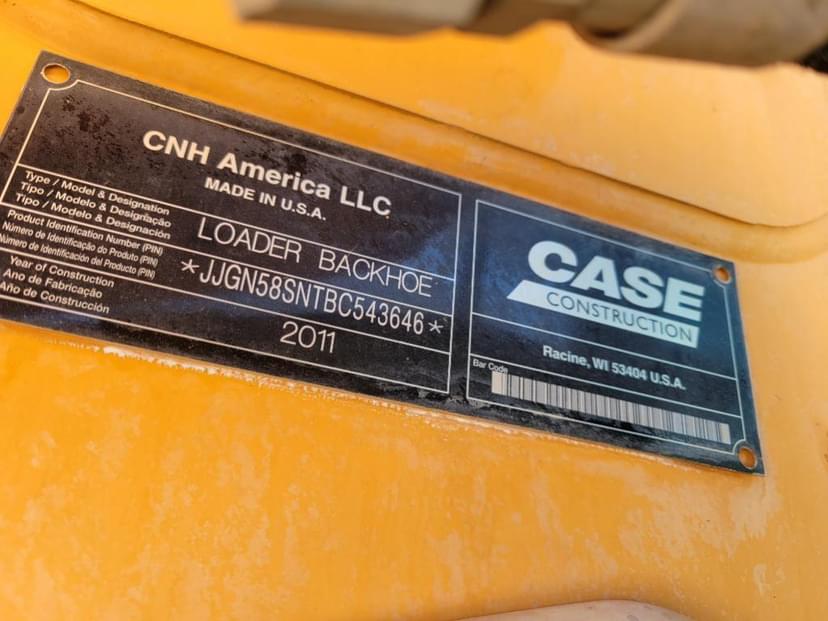 CNH America LLC
MADE IN U.S.A.
Type / Model & Designation
Tipo / Modelo & Designação
Tipo / Modelo & Designación
LOADER BACKHOE
Product Identification Number (PIN)
Número de Identificação do Produto (PIN)
Número de Identificación del Producto (PIN)
*JJGN58SNTBC543646*
Year of Construction
Ano de Fabricação
Año de Construcción
2011
CASE
CONSTRUCTION
Racine, WI 53404 U.S.A.
Bar Code